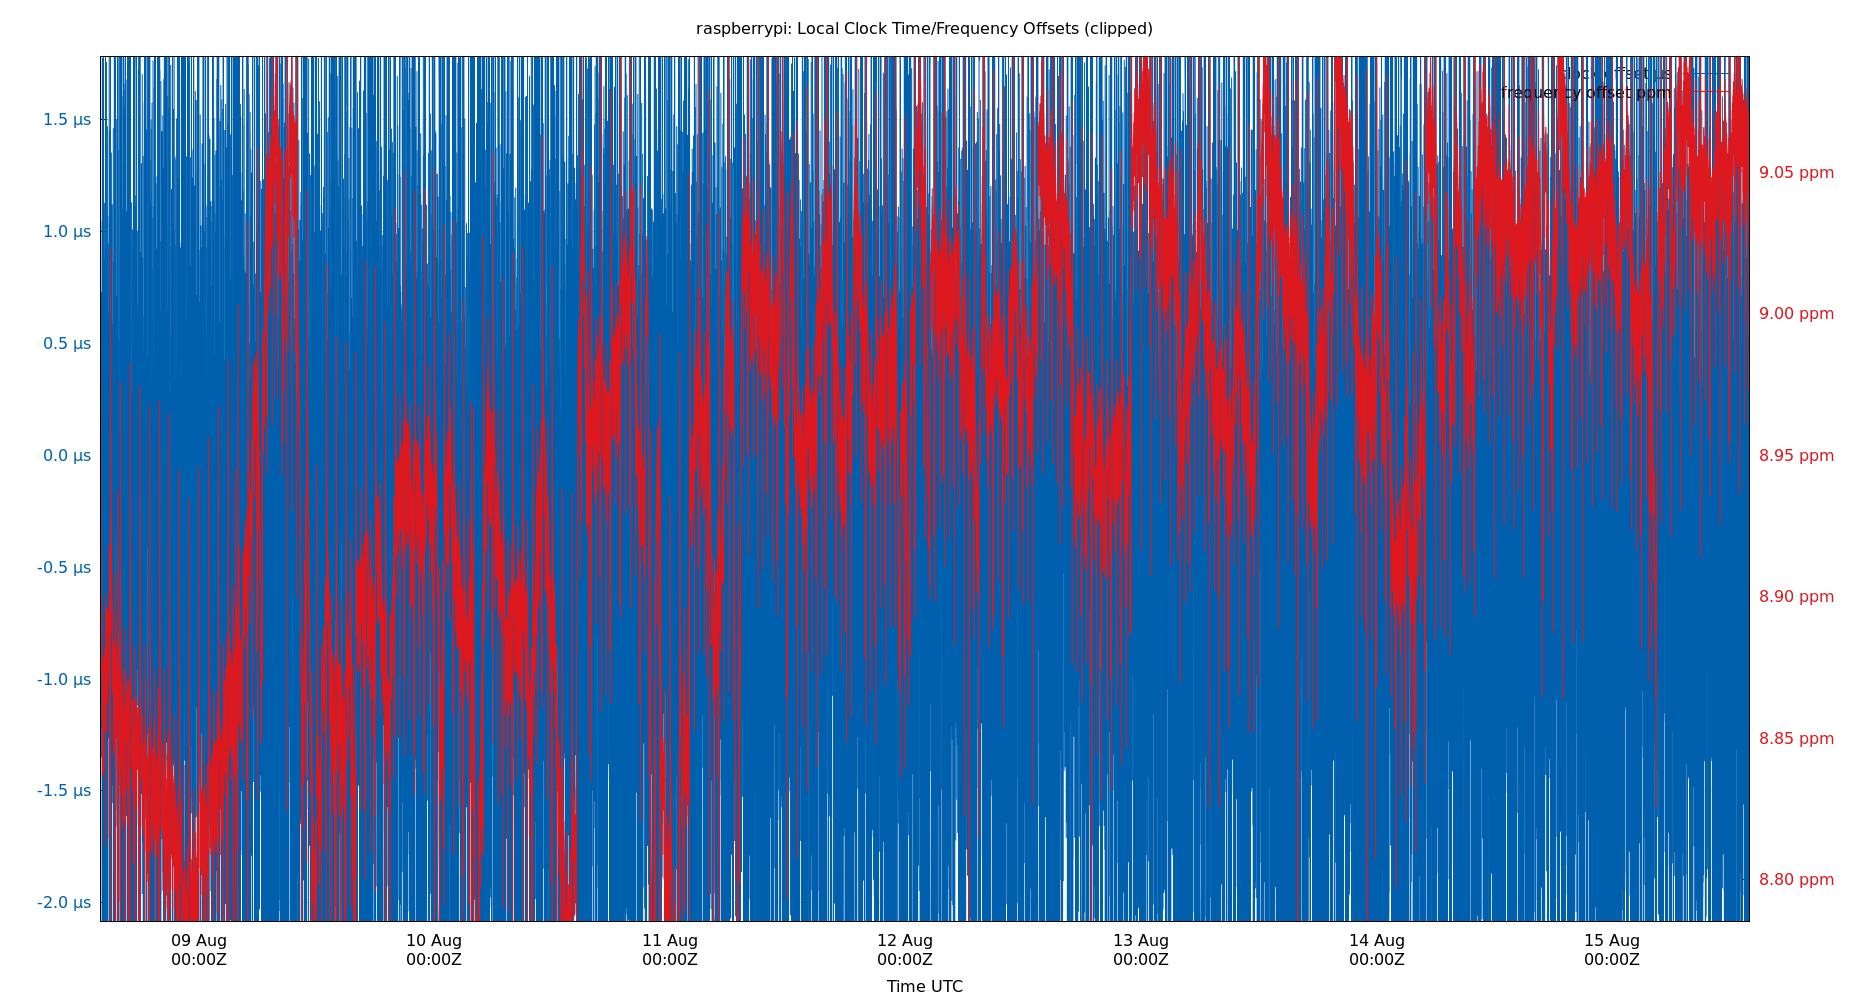 raspberrypi: Local Clock Time/Frequency Offsets (clipped)
clock offset µs
frequency offset ppm
1.5 µs
1.0 µs
0.5 µs
0.0 µs
-0.5 µs
-1.0 µs
-1.5 µs
-2.0 µs
9.05 ppm
9.00 ppm
8.95 ppm
8.90 ppm
8.85 ppm
8.80 ppm
09 Aug 10 Aug 11 Aug 12 Aug 13 Aug 14 Aug 15 Aug
00:00Z 00:00Z 00:00Z 00:00Z 00:00Z 00:00Z 00:00Z
Time UTC